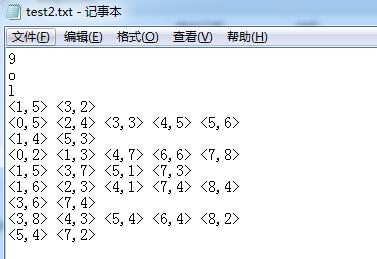 test2.txt - 记事本
文件(F) 编辑(E) 格式(O) 查看(V) 帮助(H)
9
o
l
<1,5> <3,2>
<0,5> <2,4> <3,3> <4,5> <5,6>
<1,4> <5,3>
<0,2> <1,3> <4,7> <6,6> <7,8>
<1,5> <3,7> <5,1> <7,3>
<1,6> <2,3> <4,1> <7,4> <8,4>
<3,6> <7,4>
<3,8> <4,3> <5,4> <6,4> <8,2>
<5,4> <7,2>